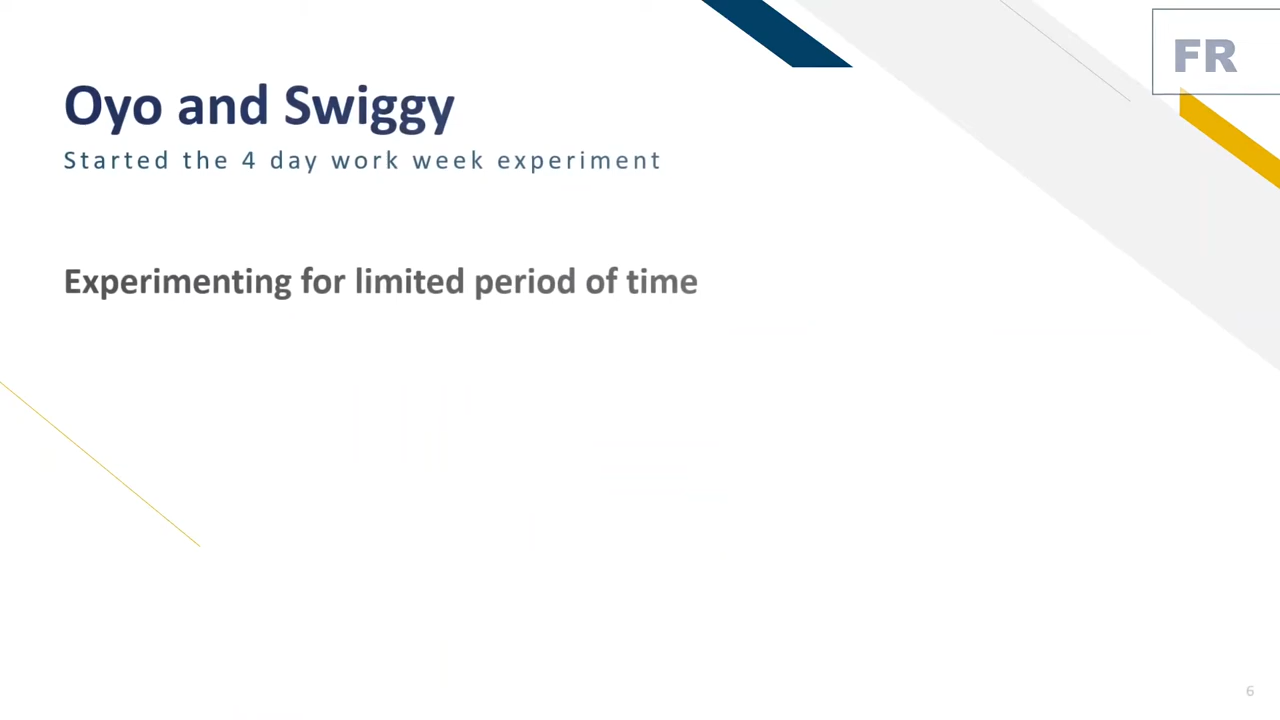 FR
Oyo and Swiggy
Started the 4 day work week experiment
Experimenting for limited period of time
6